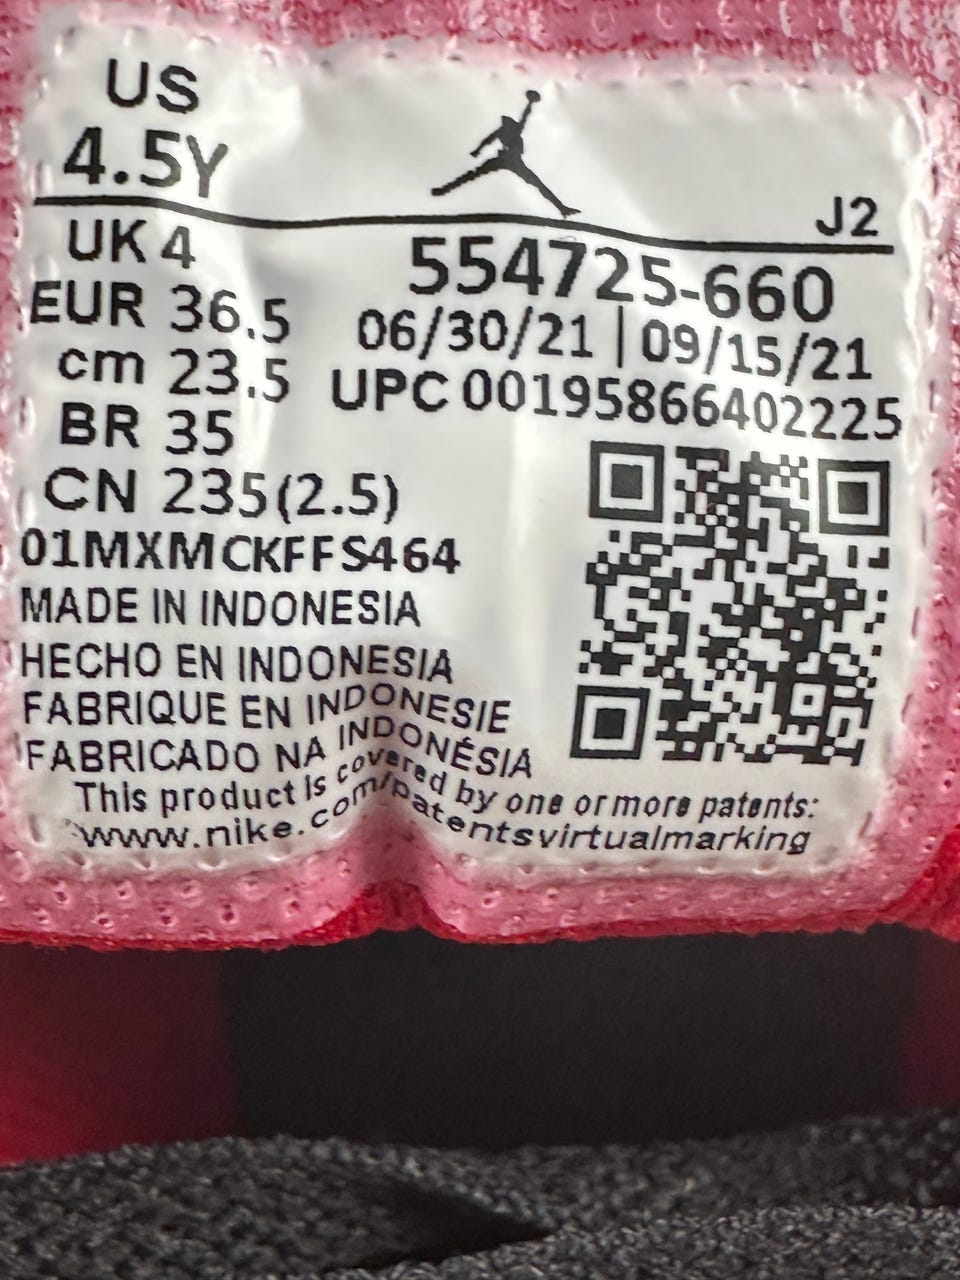 US
4.5Y
J2
UK 4
EUR 36.5
cm 23.5
BR 35
CN 235(2.5)
554725-660
06/30/21 | 09/15/21
UPC 00195866402225
01MXMCKFFS464
MADE IN INDONESIA
HECHO EN INDONESIA
FABRIQUE EN INDONESIE
FABRICADO NA INDONÉSIA
This product is covered by one or more patents:
www.nike.com/patentsvirtualmarking